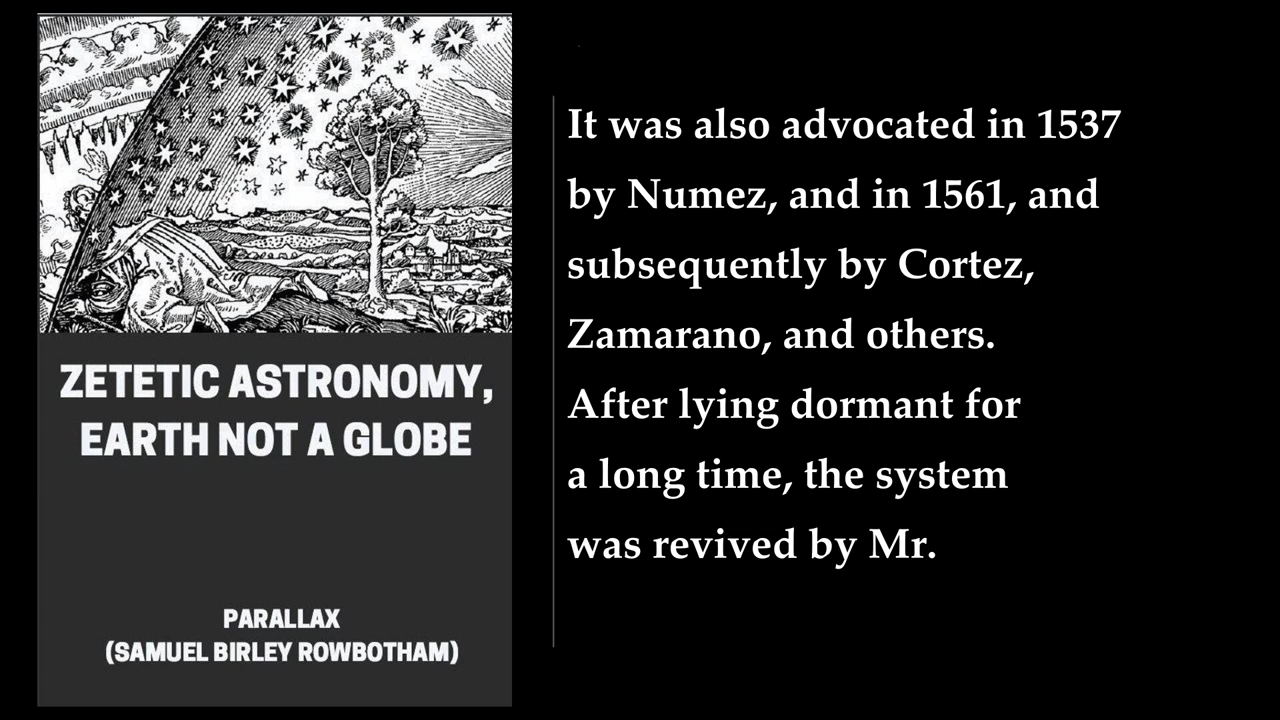 ZETETIC ASTRONOMY,
EARTH NOT A GLOBE
PARALLAX
(SAMUEL BIRLEY ROWBOTHAM)
It was also advocated in 1537
by Numez, and in 1561, and
subsequently by Cortez,
Zamarano, and others.
After lying dormant for
a long time, the system
was revived by Mr.